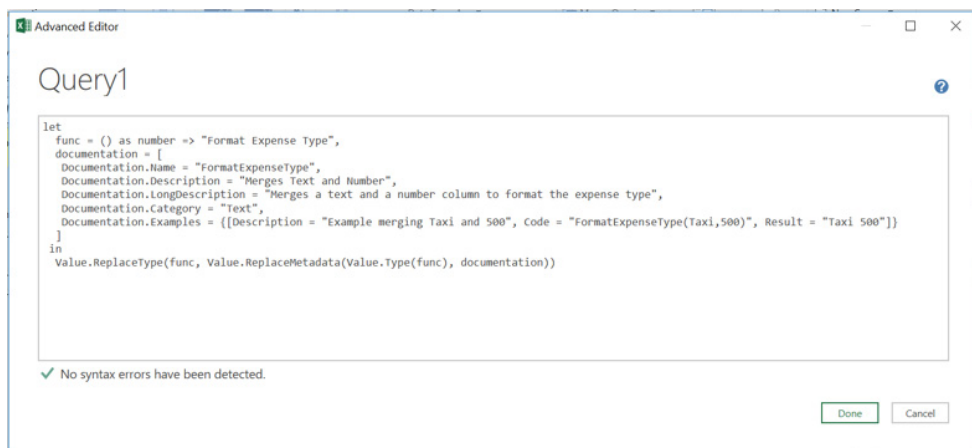 Advanced Editor
Query1
let
func = () as number => "Format Expense Type",
documentation = [
Documentation.Name = "FormatExpenseType",
Documentation.Description = "Merges Text and Number",
Documentation.LongDescription = "Merges a text and a number column to format the expense type",
Documentation.Category = "Text",
Documentation.Examples = {[Description = "Example merging Taxi and 500", Code = "FormatExpenseType(Taxi,500)", Result = "Taxi 500"]}
]
in
Value.ReplaceType(func, Value.ReplaceMetadata(Value.Type(func), documentation))
No syntax errors have been detected.
Done Cancel